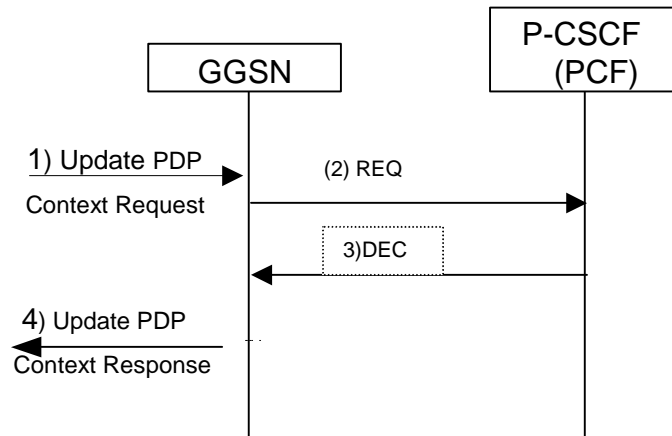 P-CSCF
(PCF)
GGSN
1) Update PDP
Context Request
(2) REQ
3)DEC
4) Update PDP
Context Response